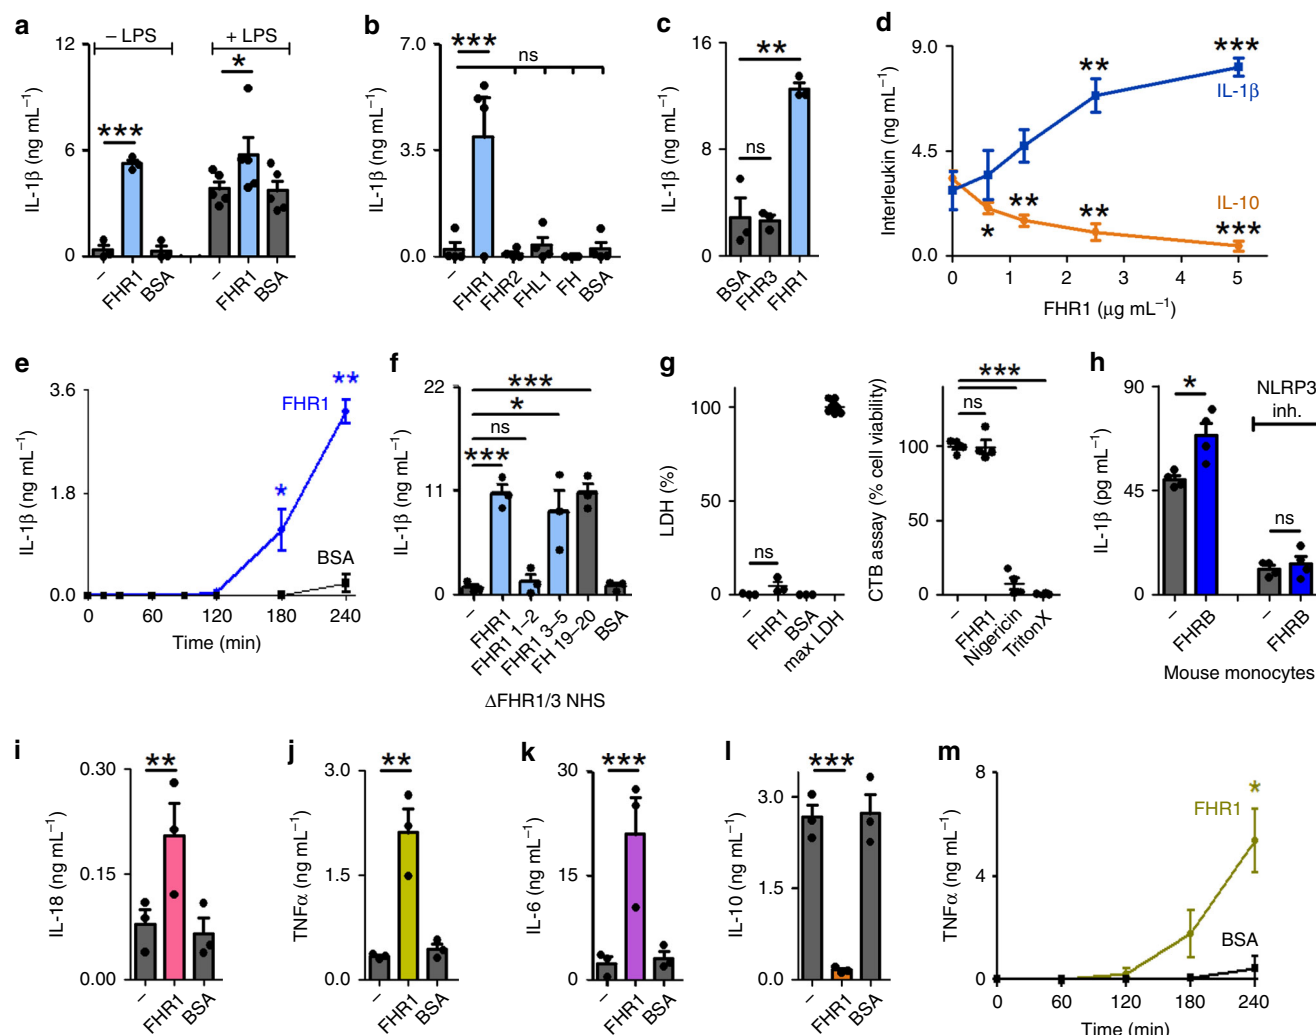 a
– LPS
+ LPS
IL-1β (ng mL⁻¹)
12
6
0
***
*
–
FHR1
BSA
–
FHR1
BSA
b
IL-1β (ng mL⁻¹)
7.0
3.5
0.0
***
ns
–
FHR1
FHR2
FHL1
FH
BSA
c
IL-1β (ng mL⁻¹)
16
8
0
**
ns
BSA
FHR3
FHR1
d
Interleukin (ng mL⁻¹)
9.0
4.5
0.0
**
***
IL-1β
IL-10
*
**
**
***
0
1
2
3
4
5
FHR1 (μg mL⁻¹)
e
IL-1β (ng mL⁻¹)
3.6
1.8
0.0
FHR1
**
*
BSA
0
60
120
180
240
Time (min)
f
IL-1β (ng mL⁻¹)
22
11
0
***
*
ns
***
–
FHR1
FHR1 1–2
FHR1 3–5
FH 19–20
BSA
ΔFHR1/3 NHS
g
LDH (%)
100
50
0
ns
–
FHR1
BSA
max LDH
CTB assay (% cell viability)
100
50
0
***
ns
–
FHR1
Nigericin
TritonX
h
IL-1β (pg mL⁻¹)
90
45
0
*
NLRP3
inh.
ns
–
FHRB
–
FHRB
Mouse monocytes
i
IL-18 (ng mL⁻¹)
0.30
0.15
0.00
**
–
FHR1
BSA
j
TNFα (ng mL⁻¹)
3.0
1.5
0.0
**
–
FHR1
BSA
k
IL-6 (ng mL⁻¹)
30
15
0
***
–
FHR1
BSA
l
IL-10 (ng mL⁻¹)
3.0
1.5
0.0
***
–
FHR1
BSA
m
TNFα (ng mL⁻¹)
8
4
0
FHR1
*
BSA
0
60
120
180
240
Time (min)